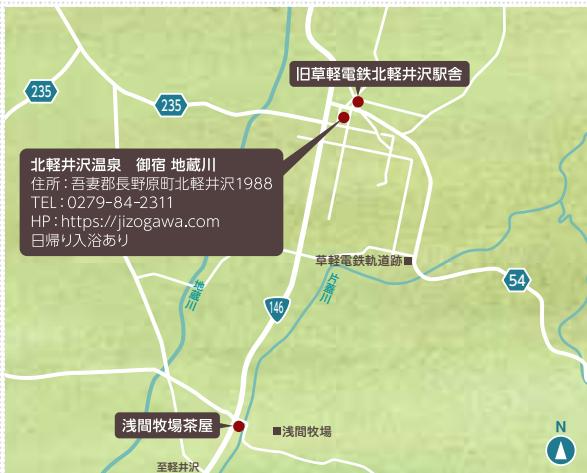 旧草軽電鉄北軽井沢駅舎
235
235
北軽井沢温泉　御宿 地蔵川
住所：吾妻郡長野原町北軽井沢1988
TEL：0279-84-2311
HP：https://jizogawa.com
日帰り入浴あり
草軽電鉄軌道跡■
地蔵川
片蔵川
54
146
浅間牧場茶屋
■浅間牧場
至軽井沢
N